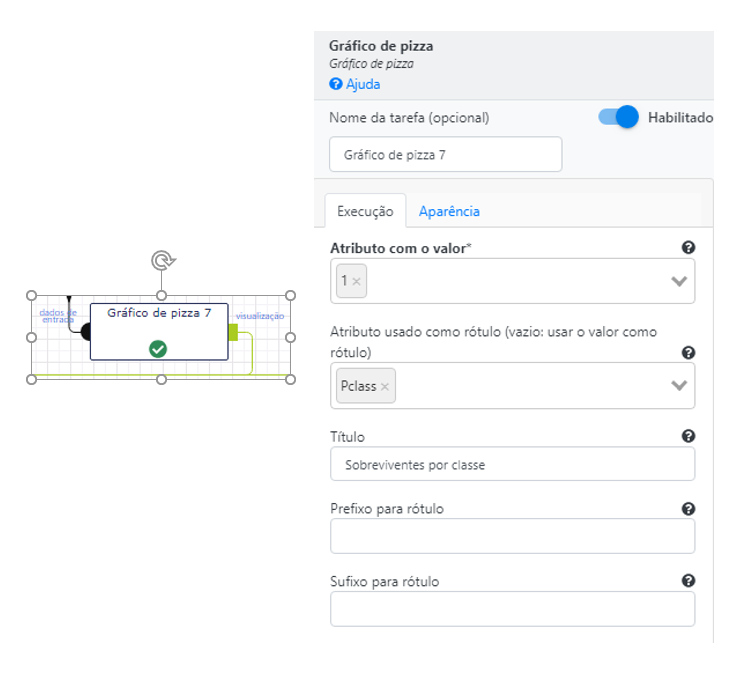 Gráfico de pizza
Gráfico de pizza
Ajuda
Nome da tarefa (opcional)
Habilitado
Gráfico de pizza 7
Execução
Aparência
Atributo com o valor*
1 ×
Atributo usado como rótulo (vazio: usar o valor como
rótulo)
Pclass ×
Título
Sobreviventes por classe
Prefixo para rótulo
Sufixo para rótulo
dados de
entrada
Gráfico de pizza 7
visualização